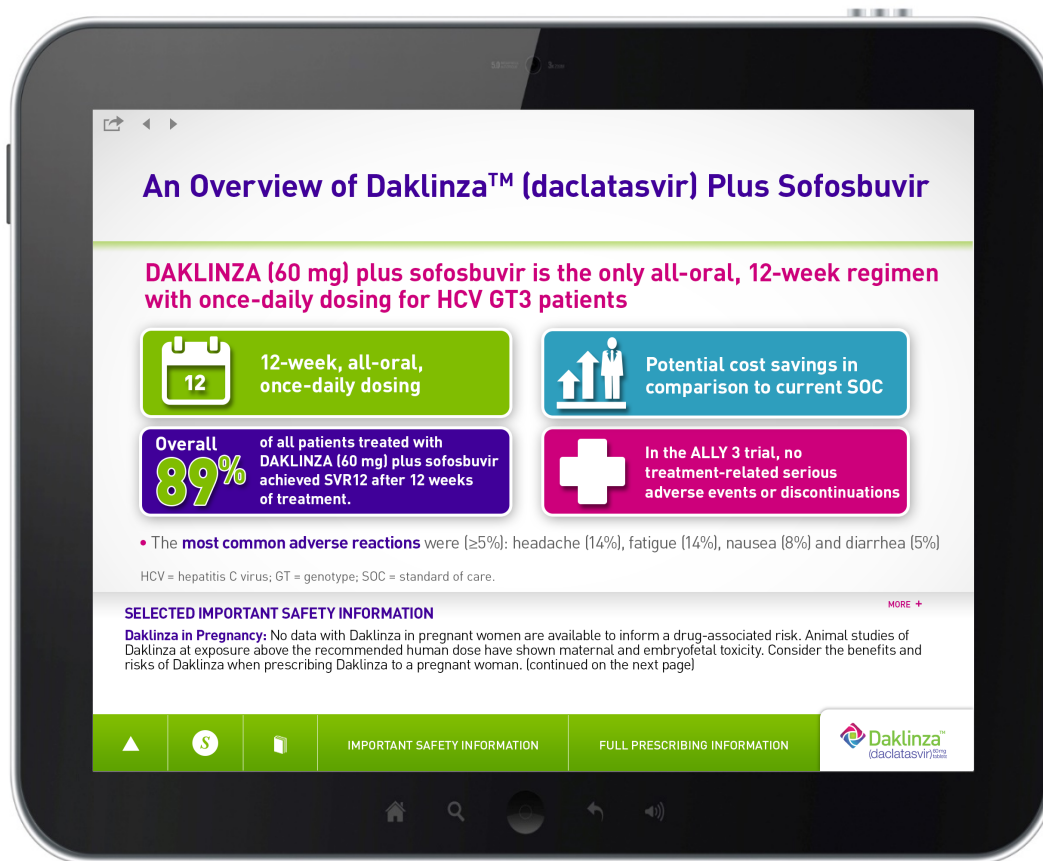 An Overview of Daklinza™ (daclatasvir) Plus Sofosbuvir
DAKLINZA (60 mg) plus sofosbuvir is the only all-oral, 12-week regimen
with once-daily dosing for HCV GT3 patients
12
12-week, all-oral,
once-daily dosing
Potential cost savings in
comparison to current SOC
Overall
89%
of all patients treated with
DAKLINZA (60 mg) plus sofosbuvir
achieved SVR12 after 12 weeks
of treatment.
In the ALLY 3 trial, no
treatment-related serious
adverse events or discontinuations
• The most common adverse reactions were (≥5%): headache (14%), fatigue (14%), nausea (8%) and diarrhea (5%)
HCV = hepatitis C virus; GT = genotype; SOC = standard of care.
MORE +
SELECTED IMPORTANT SAFETY INFORMATION
Daklinza in Pregnancy: No data with Daklinza in pregnant women are available to inform a drug-associated risk. Animal studies of
Daklinza at exposure above the recommended human dose have shown maternal and embryofetal toxicity. Consider the benefits and
risks of Daklinza when prescribing Daklinza to a pregnant woman. (continued on the next page)
S
IMPORTANT SAFETY INFORMATION
FULL PRESCRIBING INFORMATION
Daklinza™
(daclatasvir) 60 mg tablets